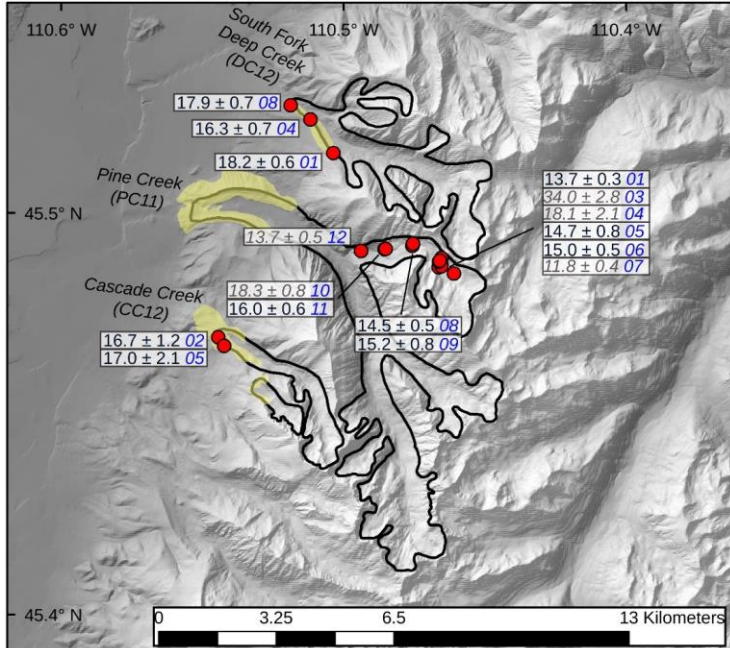 110.6° W
110.5° W
110.4° W
South Fork
Deep Creek
(DC12)
17.9 ± 0.7 08
16.3 ± 0.7 04
18.2 ± 0.6 01
Pine Creek
(PC11)
13.7 ± 0.3 01
34.0 ± 2.8 03
18.1 ± 2.1 04
14.7 ± 0.8 05
15.0 ± 0.5 06
11.8 ± 0.4 07
45.5° N
13.7 ± 0.5 12
18.3 ± 0.8 10
16.0 ± 0.6 11
Cascade Creek
(CC12)
14.5 ± 0.5 08
15.2 ± 0.8 09
16.7 ± 1.2 02
17.0 ± 2.1 05
45.4° N
0 3.25 6.5 13 Kilometers